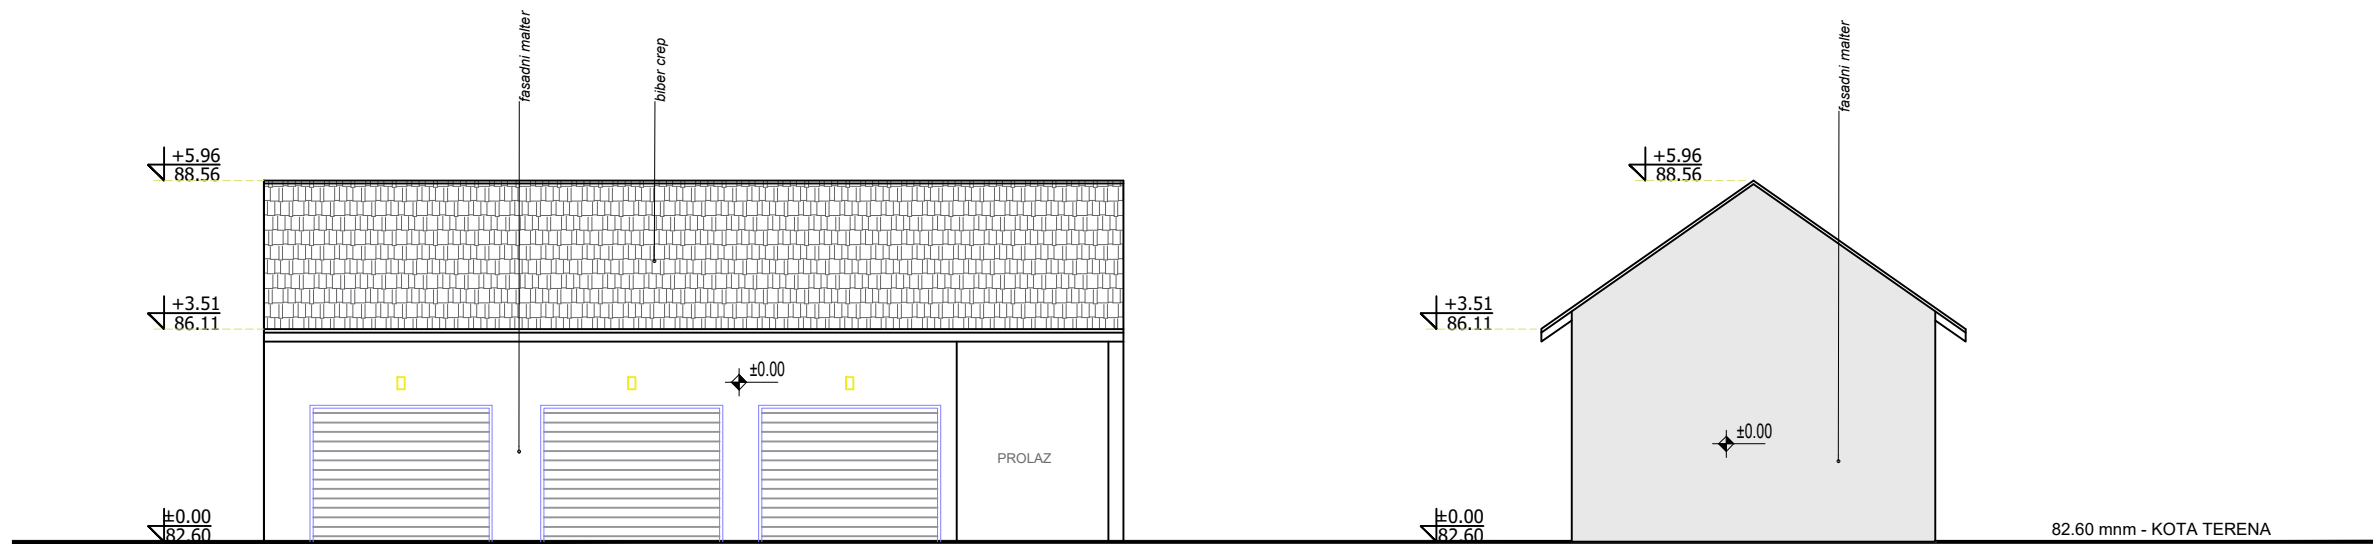 fasadni malter
biber crep
+5.96
88.56
+3.51
86.11
±0.00
PROLAZ
±0.00
82.60
fasadni malter
+5.96
88.56
+3.51
86.11
±0.00
±0.00
82.60
82.60 mnm - KOTA TERENA